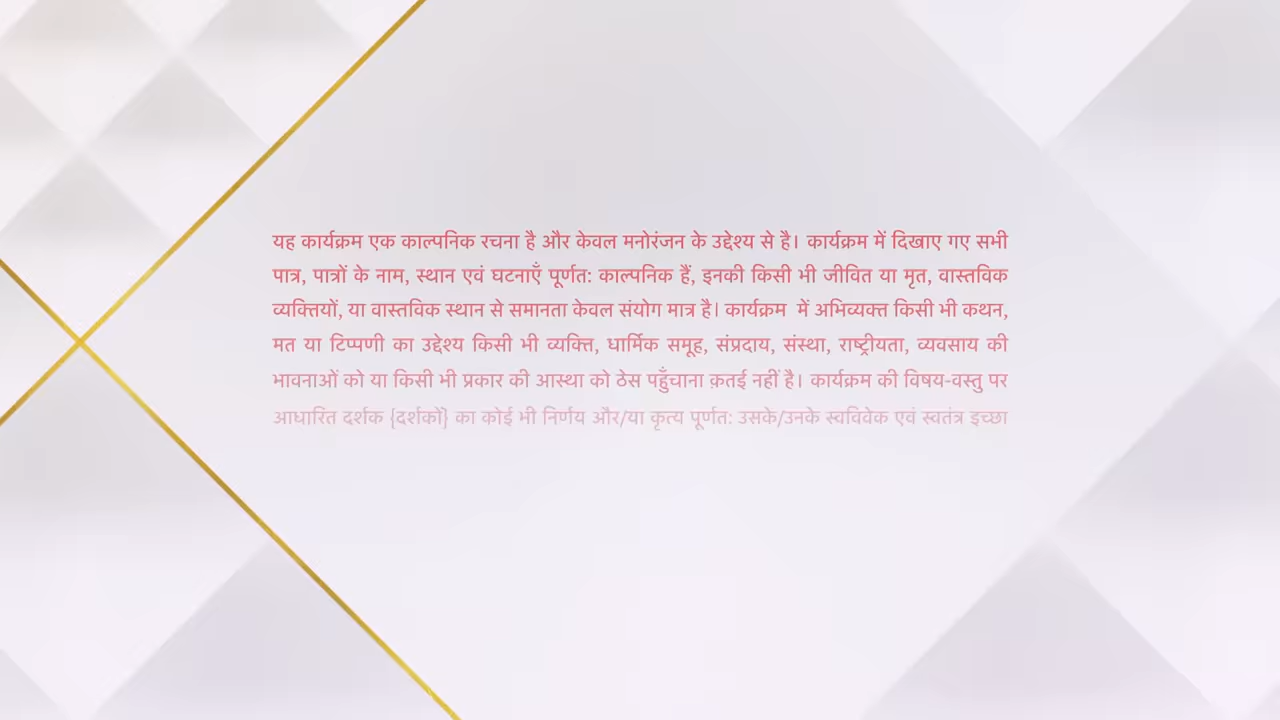 यह कार्यक्रम एक काल्पनिक रचना है और केवल मनोरंजन के उद्देश्य से है। कार्यक्रम में दिखाए गए सभी
पात्र, पात्रों के नाम, स्थान एवं घटनाएँ पूर्णत: काल्पनिक हैं, इनकी किसी भी जीवित या मृत, वास्तविक
व्यक्तियों, या वास्तविक स्थान से समानता केवल संयोग मात्र है। कार्यक्रम में अभिव्यक्त किसी भी कथन,
मत या टिप्पणी का उद्देश्य किसी भी व्यक्ति, धार्मिक समूह, संप्रदाय, संस्था, राष्ट्रीयता, व्यवसाय की
भावनाओं को या किसी भी प्रकार की आस्था को ठेस पहुँचाना क़तई नहीं है। कार्यक्रम की विषय-वस्तु पर
आधारित दर्शक {दर्शकों} का कोई भी निर्णय और/या कृत्य पूर्णत: उसके/उनके स्वविवेक एवं स्वतंत्र इच्छा